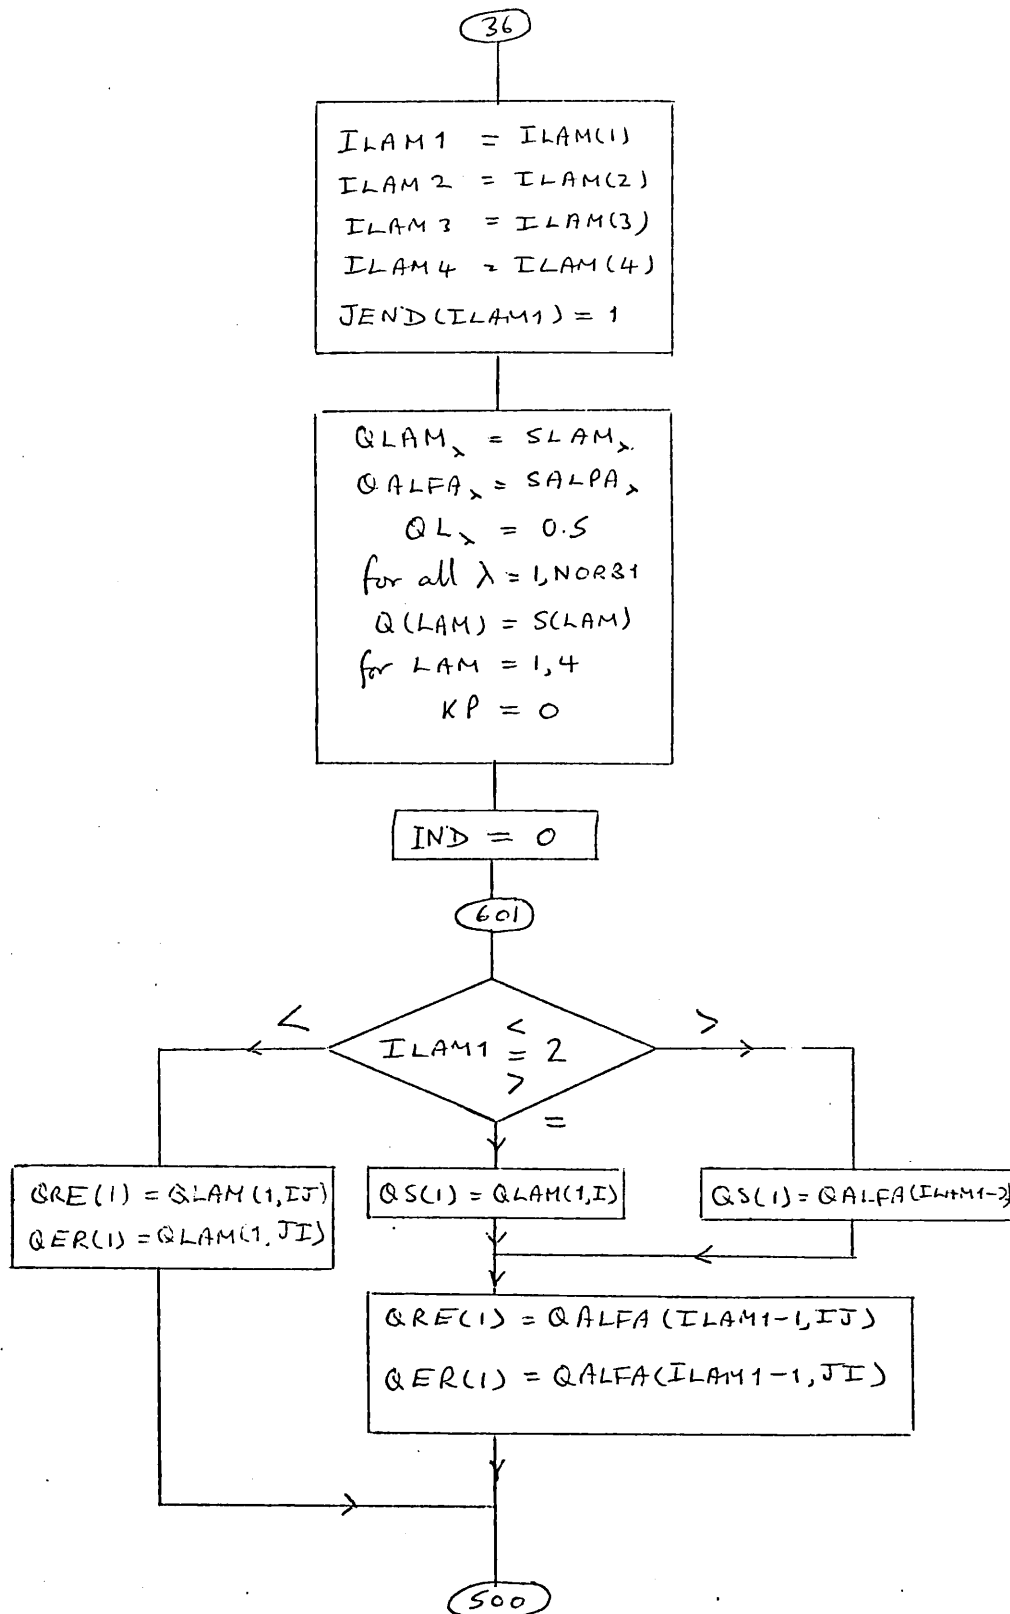 36
ILAM1 = ILAM(1)
ILAM2 = ILAM(2)
ILAM3 = ILAM(3)
ILAM4 = ILAM(4)
JEND(ILAM1) = 1
QLAMλ = SLAMλ
QALFAλ = SALPAλ
QLλ = 0.5
for all λ = 1, NORB1
Q(LAM) = S(LAM)
for LAM = 1,4
KP = 0
IND = 0
601
< >
<
ILAM1 = 2
>
=
QRE(1) = QLAM(1,IJ)
QER(1) = QLAM(1,JI)
QS(1) = QLAM(1,I)
QS(1) = QALFA(ILAM1-2)
QRE(1) = QALFA(ILAM1-1,IJ)
QER(1) = QALFA(ILAM1-1,JI)
500